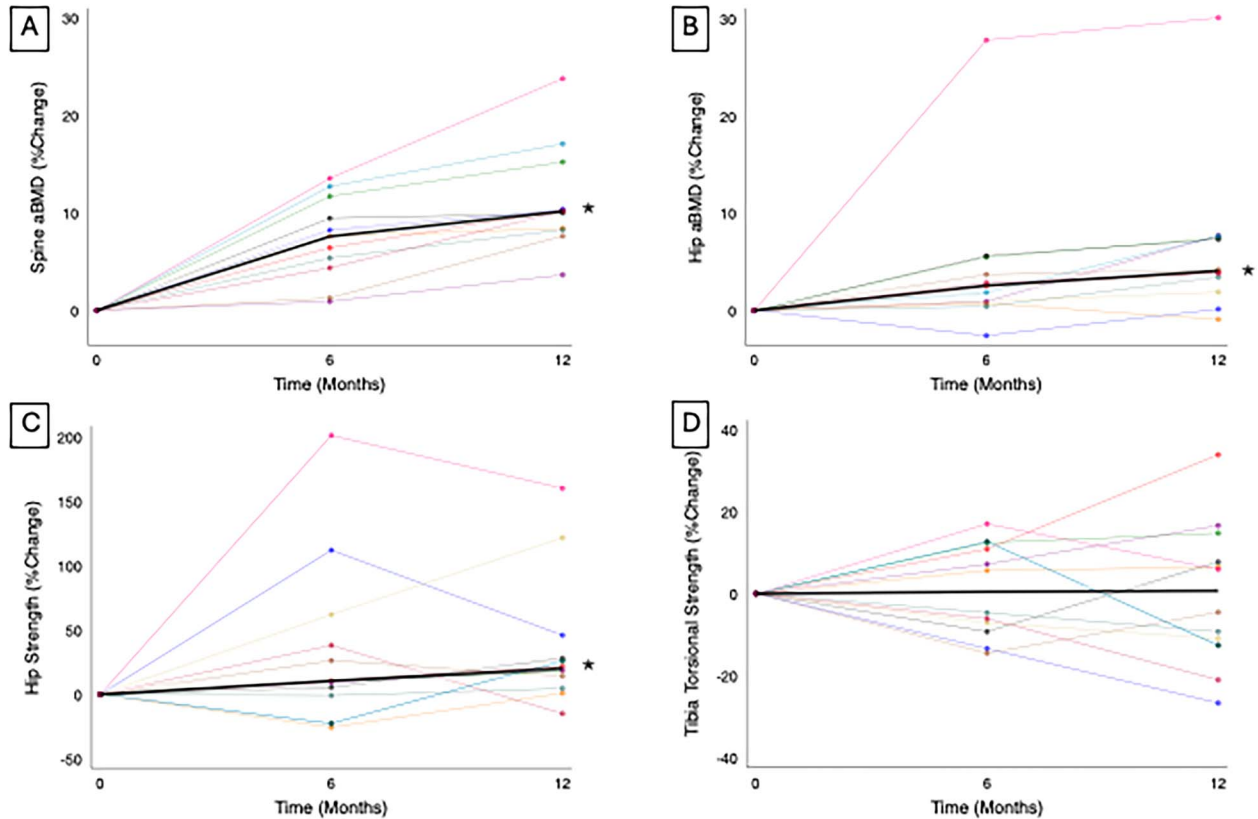 A
Spine aBMD (%Change)
30
20
10
0
0 6 12
Time (Months)
★
B
Hip aBMD (%Change)
30
20
10
0
0 6 12
Time (Months)
★
C
Hip Strength (%Change)
200
150
100
50
0
-50
0 6 12
Time (Months)
★
D
Tibia Torsional Strength (%Change)
40
20
0
-20
-40
0 6 12
Time (Months)